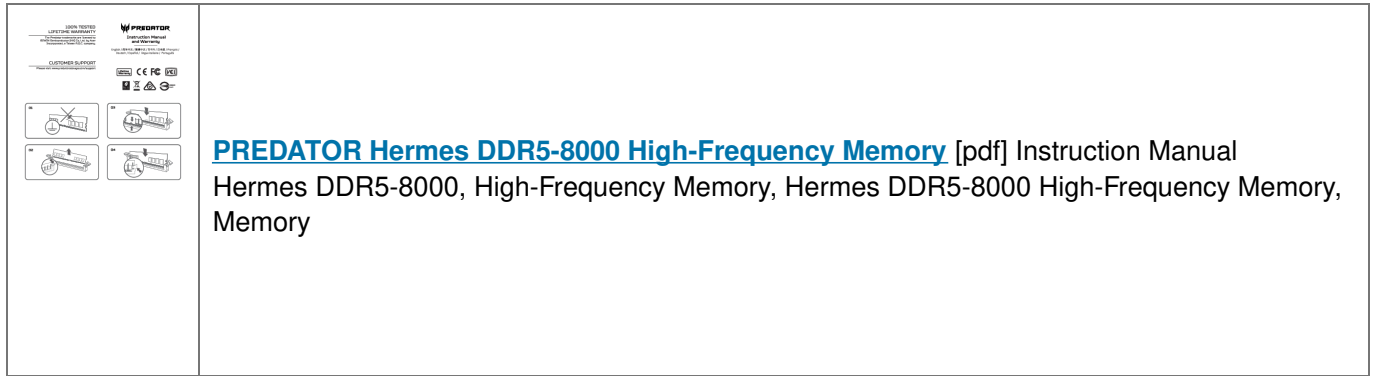 100% TESTED
LIFETIME WARRANTY
CUSTOMER SUPPORT
PREDATOR
Instruction Manual
and Warranty
PREDATOR Hermes DDR5-8000 High-Frequency Memory [pdf] Instruction Manual
Hermes DDR5-8000, High-Frequency Memory, Hermes DDR5-8000 High-Frequency Memory,
Memory